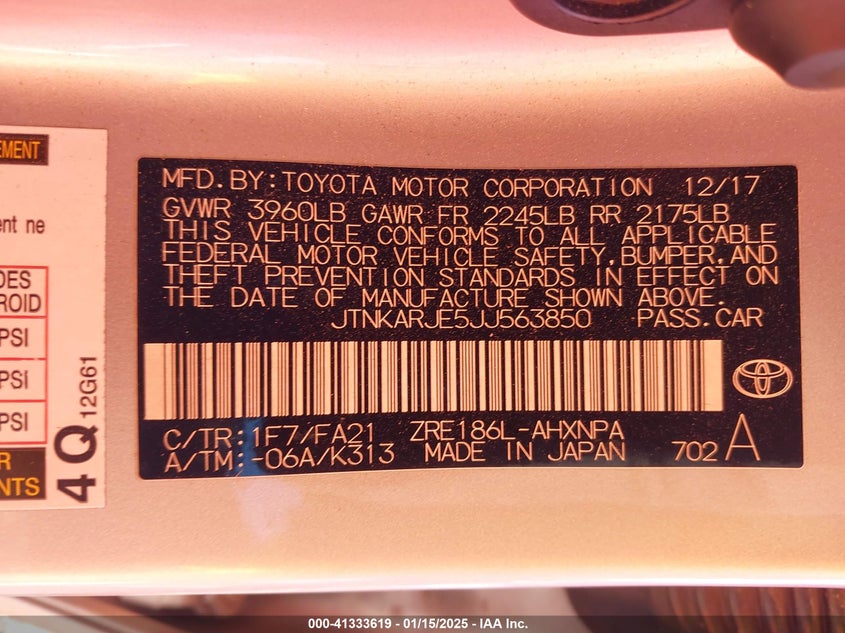 EMENT
ent ne
DES
ROID
PSI
PSI
PSI
R
ENTS
4Q
12G61
MFD.BY:TOYOTA MOTOR CORPORATION 12/17
GVWR 3960LB GAWR FR 2245LB RR 2175LB
THIS VEHICLE CONFORMS TO ALL APPLICABLE
FEDERAL MOTOR VEHICLE SAFETY,BUMPER,AND
THEFT PREVENTION STANDARDS IN EFFECT ON
THE DATE OF MANUFACTURE SHOWN ABOVE.
JTNKARJE5JJ563850 PASS.CAR
C/TR:1F7/FA21 ZRE186L-AHXNPA
A/TM:-06A/K313 MADE IN JAPAN 702 A
000-41333619 - 01/15/2025 - IAA Inc.